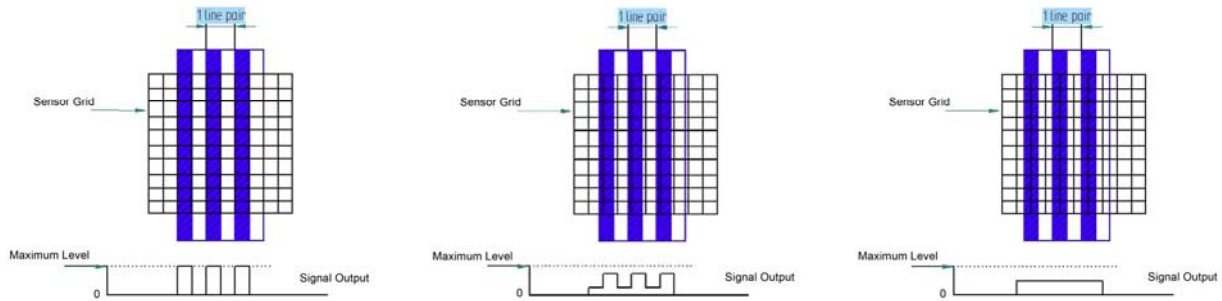 1 line pair
Sensor Grid
Maximum Level
0
Signal Output
1 line pair
Sensor Grid
Maximum Level
0
Signal Output
1 line pair
Sensor Grid
Maximum Level
0
Signal Output